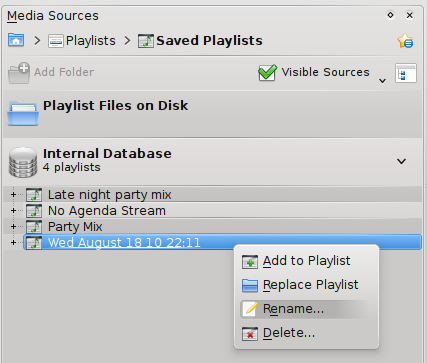 Media Sources
Playlists Saved Playlists
Add Folder Visible Sources
Playlist Files on Disk
Internal Database
4 playlists
Late night party mix
No Agenda Stream
Party Mix
Wed August 18 10 22:11
Add to Playlist
Replace Playlist
Rename...
Delete...